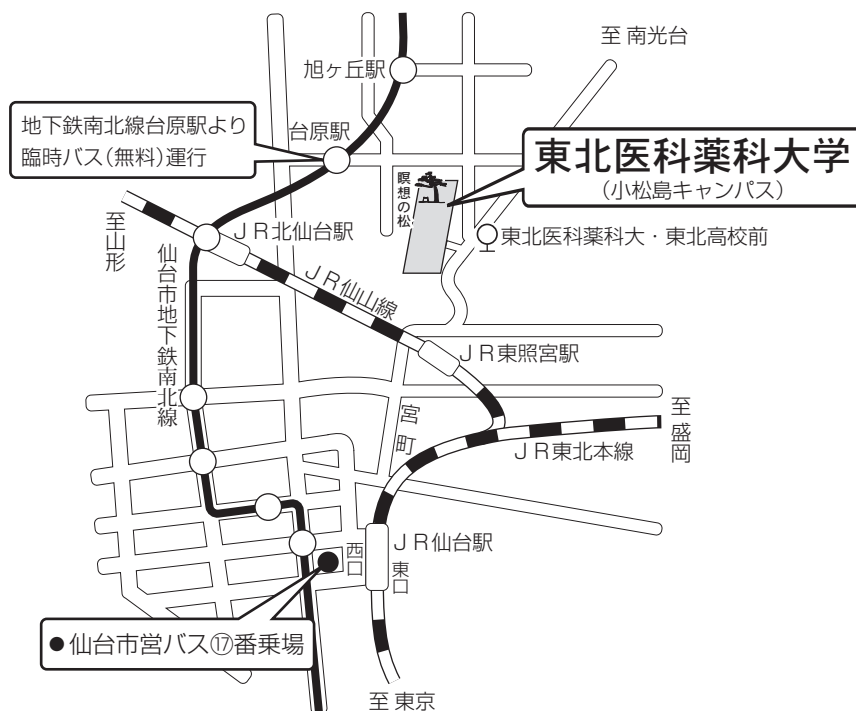 至 南光台
旭ヶ丘駅
地下鉄南北線台原駅より
臨時バス（無料）運行
台原駅
東北医科薬科大学
（小松島キャンパス）
瞑想の松
至山形
ＪＲ北仙台駅
東北医科薬科大・東北高校前
仙台市地下鉄南北線
ＪＲ仙山線
ＪＲ東照宮駅
宮町
至盛岡
ＪＲ東北本線
ＪＲ仙台駅
西口
東口
●仙台市営バス⑰番乗場
至 東京